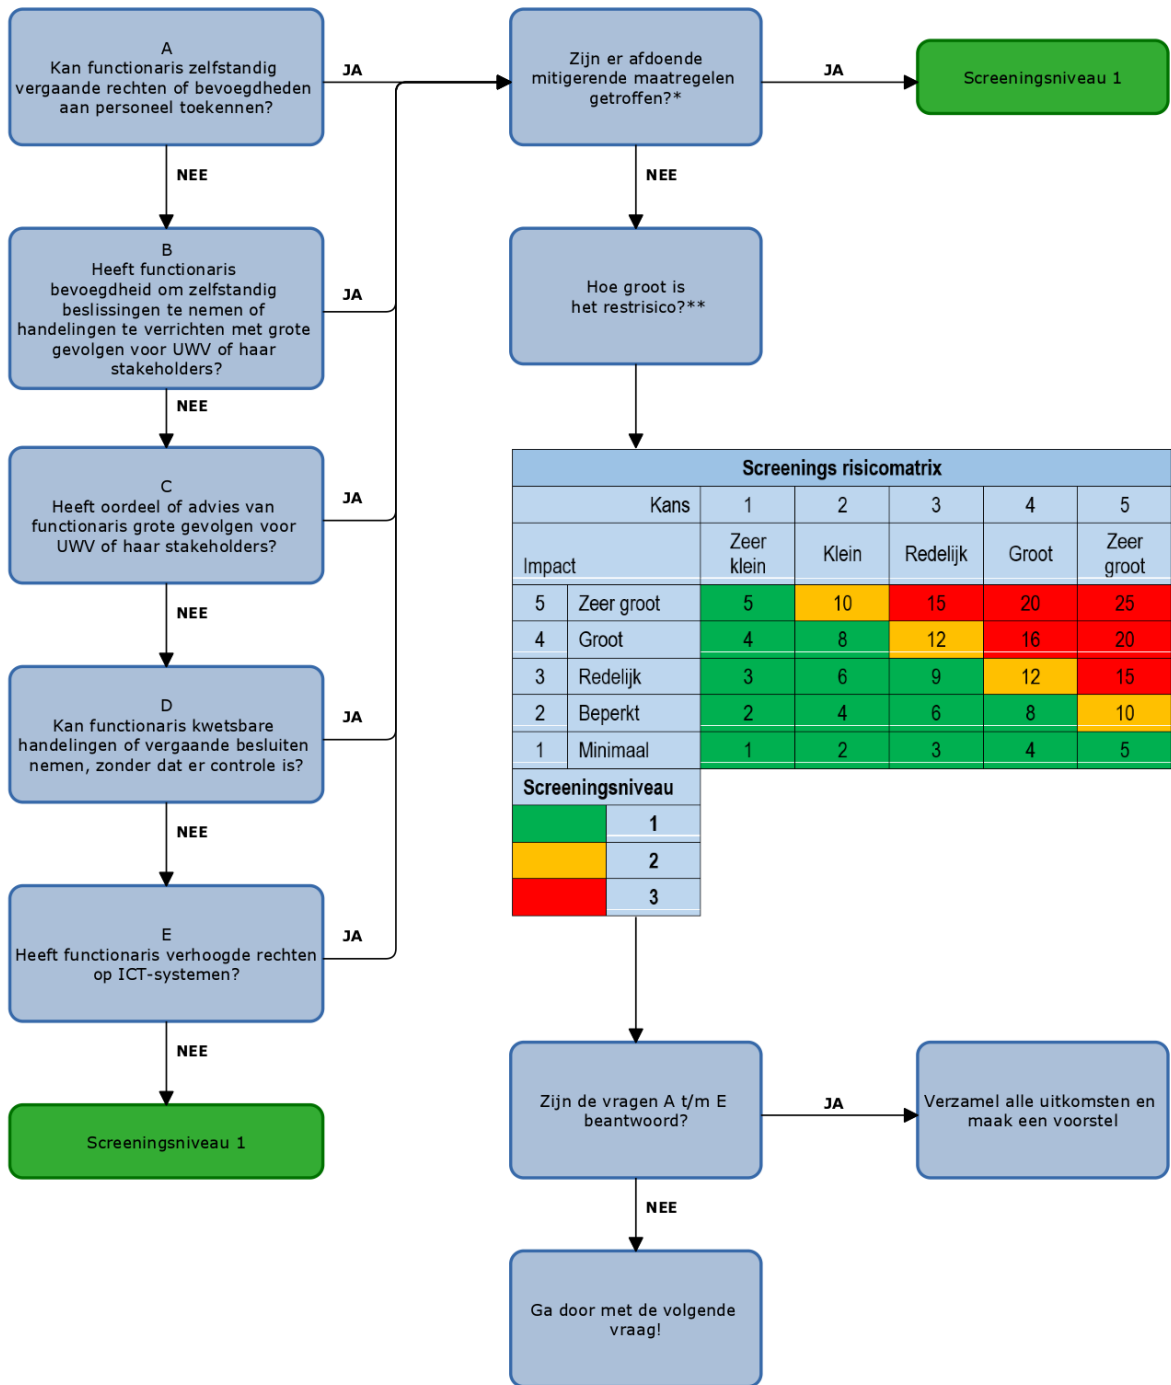 A
Kan functionaris zelfstandig
vergaande rechten of bevoegdheden
aan personeel toekennen?
JA
NEE
B
Heeft functionaris
bevoegdheid om zelfstandig
beslissingen te nemen of
handelingen te verrichten met grote
gevolgen voor UWV of haar
stakeholders?
JA
NEE
C
Heeft oordeel of advies van
functionaris grote gevolgen voor
UWV of haar stakeholders?
JA
NEE
D
Kan functionaris kwetsbare
handelingen of vergaande besluiten
nemen, zonder dat er controle is?
JA
NEE
E
Heeft functionaris verhoogde rechten
op ICT-systemen?
JA
NEE
Screeningsniveau 1
Zijn er afdoende
mitigerende maatregelen
getroffen?*
JA
Screeningsniveau 1
NEE
Hoe groot is
het restrisico?**
Screenings risicomatrix
Kans 1 2 3 4 5
Impact Zeer klein Klein Redelijk Groot Zeer groot
5 Zeer groot 5 10 15 20 25
4 Groot 4 8 12 16 20
3 Redelijk 3 6 9 12 15
2 Beperkt 2 4 6 8 10
1 Minimaal 1 2 3 4 5
Screeningsniveau
1
2
3
Zijn de vragen A t/m E
beantwoord?
JA
Verzamel alle uitkomsten en
maak een voorstel
NEE
Ga door met de volgende
vraag!